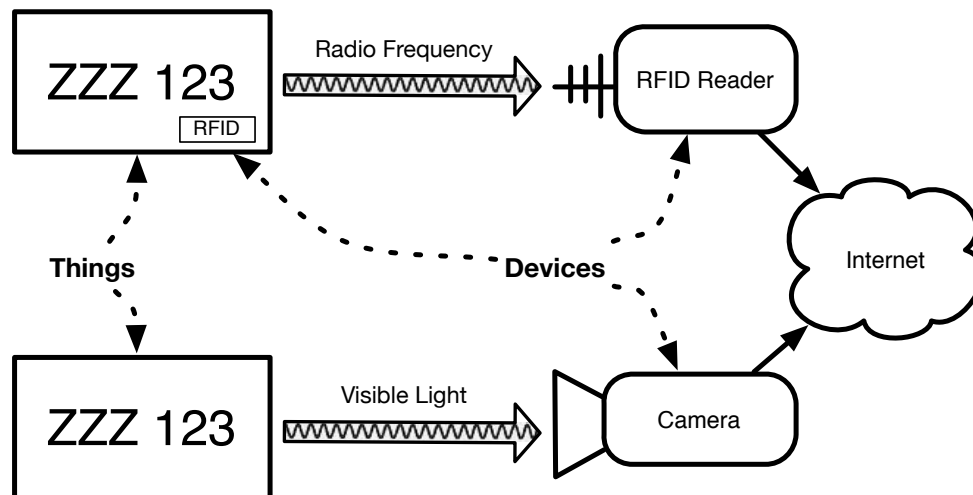 Radio Frequency
ZZZ 123
RFID
RFID Reader
Things
Devices
Internet
Visible Light
ZZZ 123
Camera